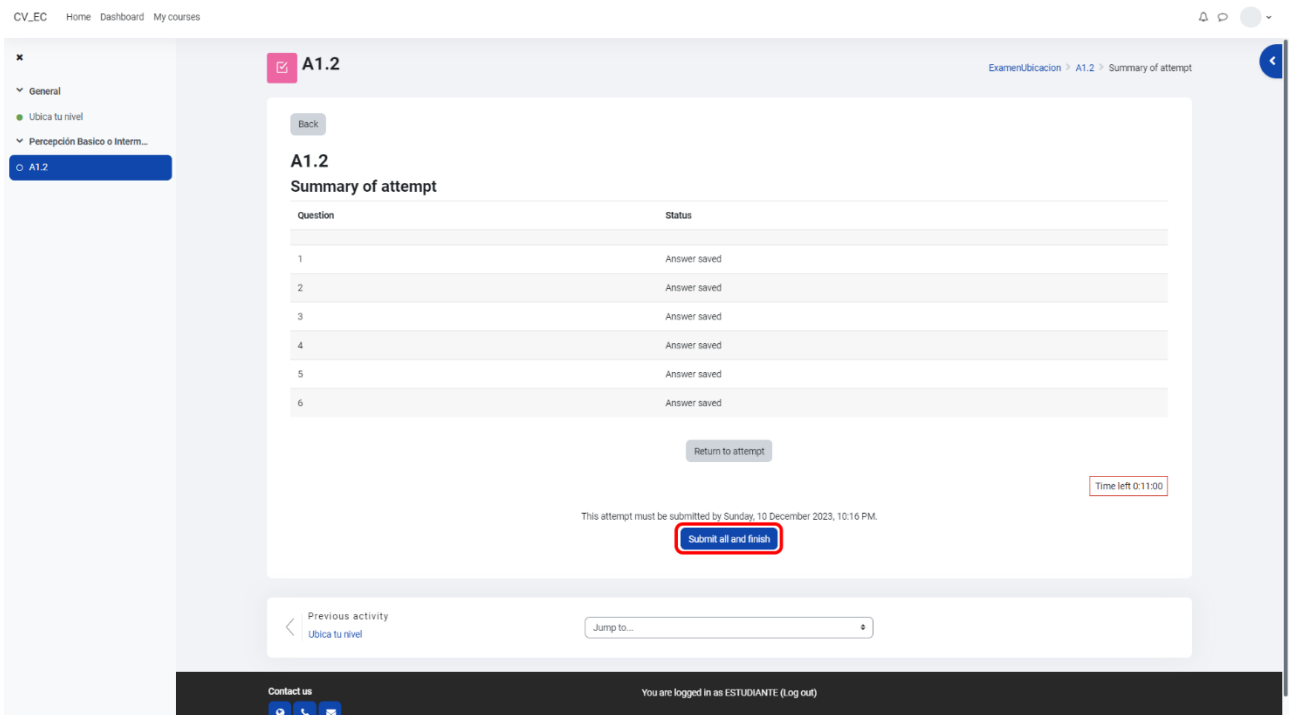 CV_EC Home Dashboard My courses
General
Ubica tu nivel
Percepción Basico o Interm...
A1.2
A1.2
ExamenUbicacion > A1.2 > Summary of attempt
Back
A1.2
Summary of attempt
Question Status
1 Answer saved
2 Answer saved
3 Answer saved
4 Answer saved
5 Answer saved
6 Answer saved
Return to attempt
Time left 0:11:00
This attempt must be submitted by Sunday, 10 December 2023, 10:16 PM.
Submit all and finish
Previous activity
Ubica tu nivel
Jump to...
Contact us
You are logged in as ESTUDIANTE (Log out)